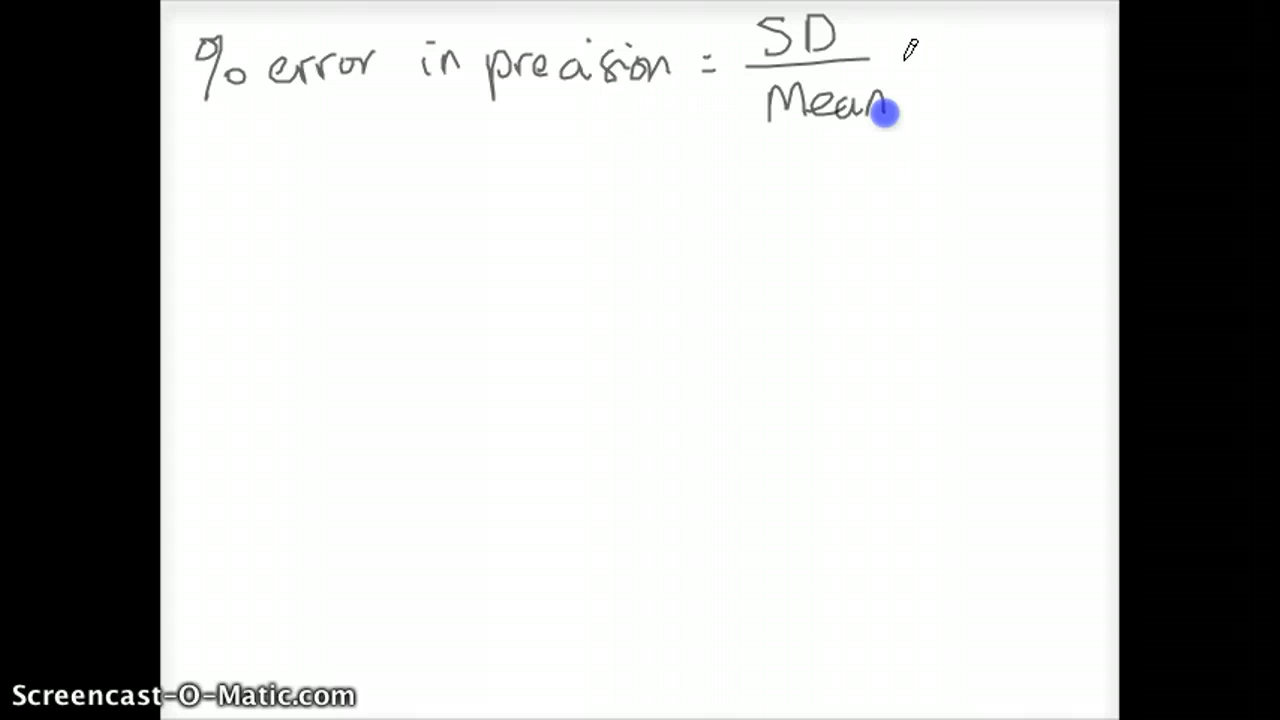 % error in precision = SD
Mean
Screencast-O-Matic.com